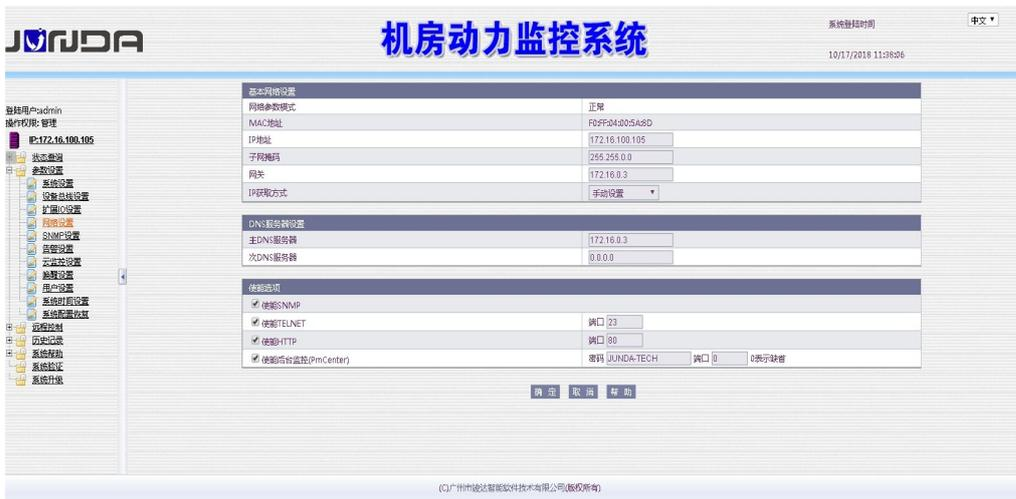 JUNDA
机房动力监控系统
系统登陆时间
10/17/2018 11:38:06
中文
登陆用户:admin
操作权限: 管理
IP:172.16.100.105
状态查询
参数设置
系统设置
设备总线设置
扩展IO设置
网络设置
SNMP设置
告警设置
云监控设置
唤醒设置
用户设置
系统时间设置
系统配置恢复
远程控制
历史记录
系统帮助
系统验证
系统升级
基本网络设置
网络参数模式 正常
MAC地址 F0:FF:04:00:5A:8D
IP地址 172.16.100.105
子网掩码 255.255.0.0
网关 172.16.0.3
IP获取方式 手动设置
DNS服务器设置
主DNS服务器 172.16.0.3
次DNS服务器 0.0.0.0
使能选项
使能SNMP
使能TELNET 端口 23
使能HTTP 端口 80
使能后台监控(PmCenter) 密码 JUNDA-TECH 端口 0 0表示缺省
确 定 取 消 帮 助
(C)广州市骏达智能软件技术有限公司(版权所有)